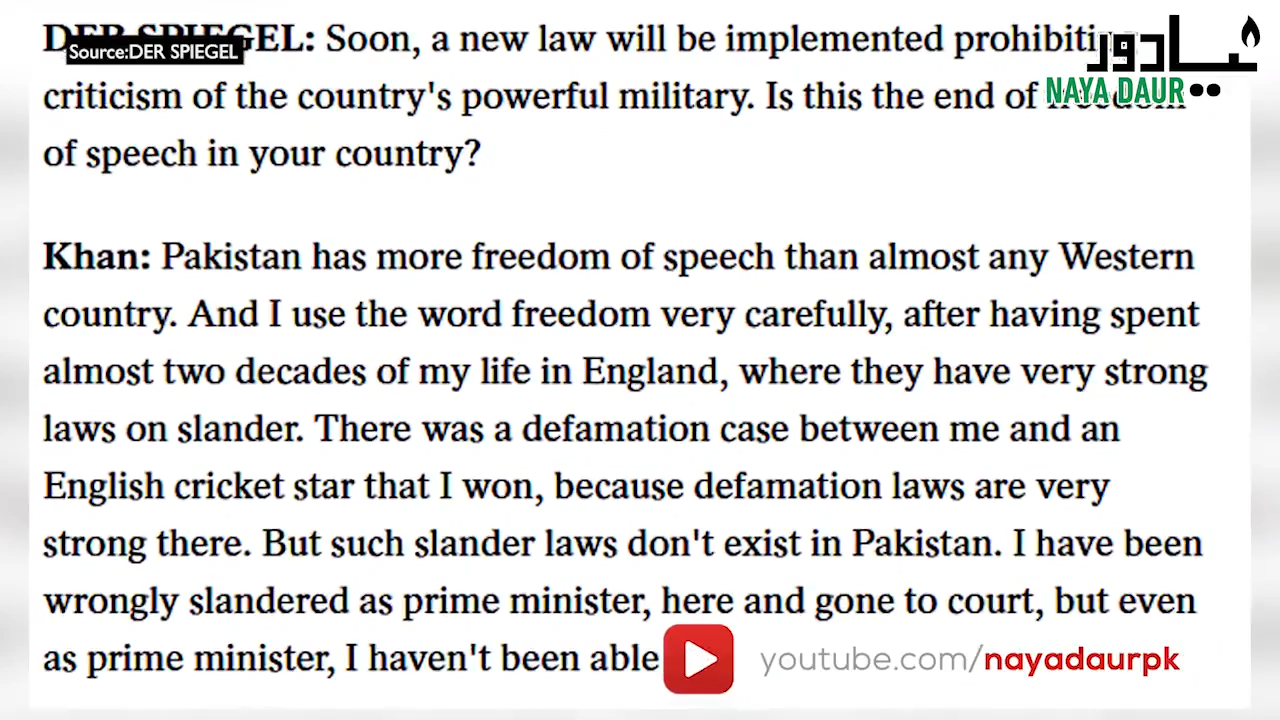 DER SPIEGEL: Soon, a new law will be implemented prohibiting
Source:DER SPIEGEL
نیا دور
NAYA DAUR
criticism of the country's powerful military. Is this the end of freedom
of speech in your country?
Khan: Pakistan has more freedom of speech than almost any Western
country. And I use the word freedom very carefully, after having spent
almost two decades of my life in England, where they have very strong
laws on slander. There was a defamation case between me and an
English cricket star that I won, because defamation laws are very
strong there. But such slander laws don't exist in Pakistan. I have been
wrongly slandered as prime minister, here and gone to court, but even
as prime minister, I haven't been able
youtube.com/nayadaurpk